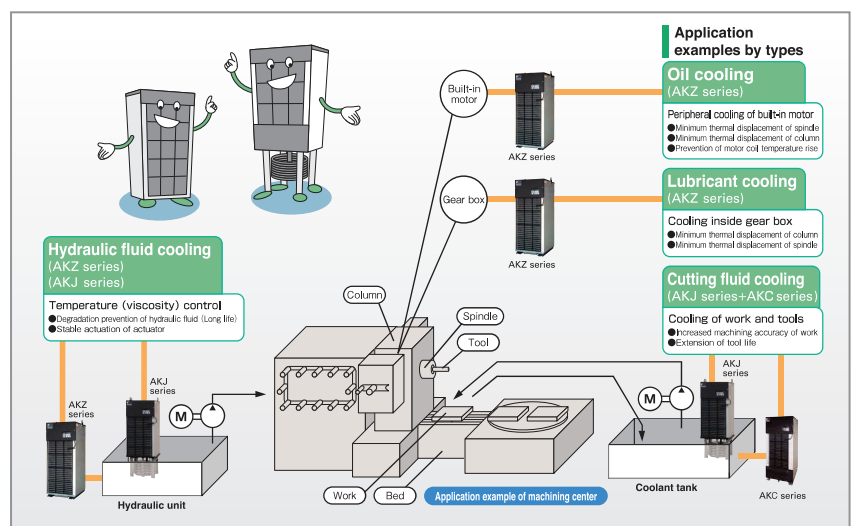 Application
examples by types
Oil cooling
(AKZ series)
Peripheral cooling of built-in motor
●Minimum thermal displacement of spindle
●Minimum thermal displacement of column
●Prevention of motor coil temperature rise
Built-in
motor
AKZ series
Lubricant cooling
(AKZ series)
Cooling inside gear box
●Minimum thermal displacement of column
●Minimum thermal displacement of spindle
Gear box
AKZ series
Hydraulic fluid cooling
(AKZ series)
(AKJ series)
Temperature (viscosity) control
●Degradation prevention of hydraulic fluid (Long life)
●Stable actuation of actuator
Cutting fluid cooling
(AKJ series+AKC series)
Cooling of work and tools
●Increased machining accuracy of work
●Extension of tool life
Column
Spindle
Tool
AKJ
series
AKZ
series
M
Hydraulic unit
Work
Bed
Application example of machining center
AKJ
series
M
Coolant tank
AKC series